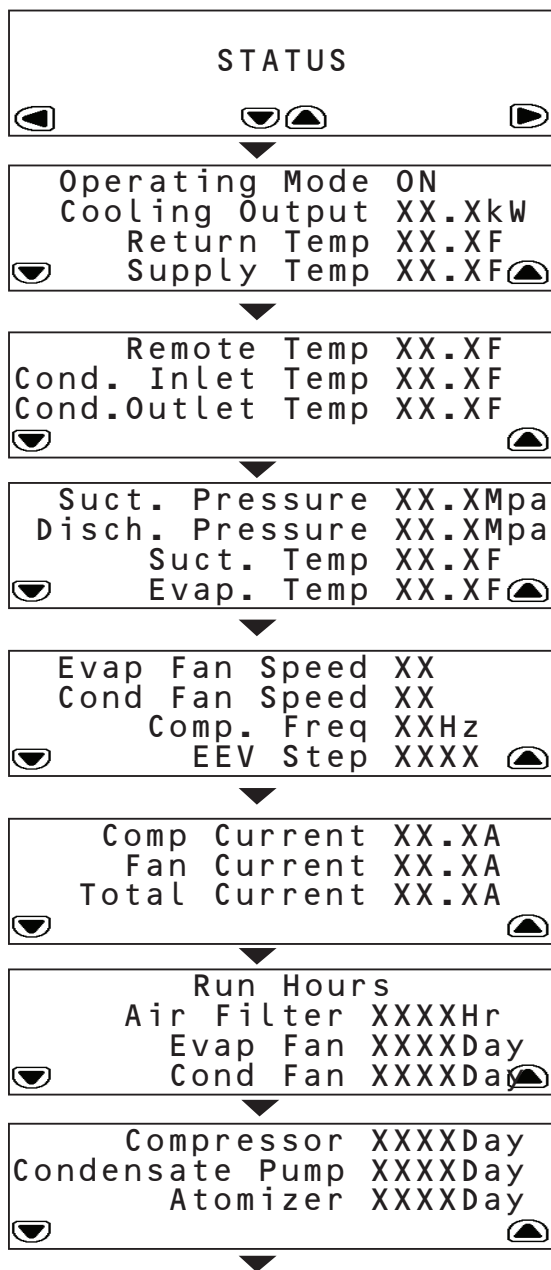 STATUS
Operating Mode ON
Cooling Output XX.XkW
Return Temp XX.XF
Supply Temp XX.XF
Remote Temp XX.XF
Cond. Inlet Temp XX.XF
Cond.Outlet Temp XX.XF
Suct. Pressure XX.XMpa
Disch. Pressure XX.XMpa
Suct. Temp XX.XF
Evap. Temp XX.XF
Evap Fan Speed XX
Cond Fan Speed XX
Comp. Freq XXHz
EEV Step XXXX
Comp Current XX.XA
Fan Current XX.XA
Total Current XX.XA
Run Hours
Air Filter XXXXHr
Evap Fan XXXXDay
Cond Fan XXXXDay
Compressor XXXXDay
Condensate Pump XXXXDay
Atomizer XXXXDay